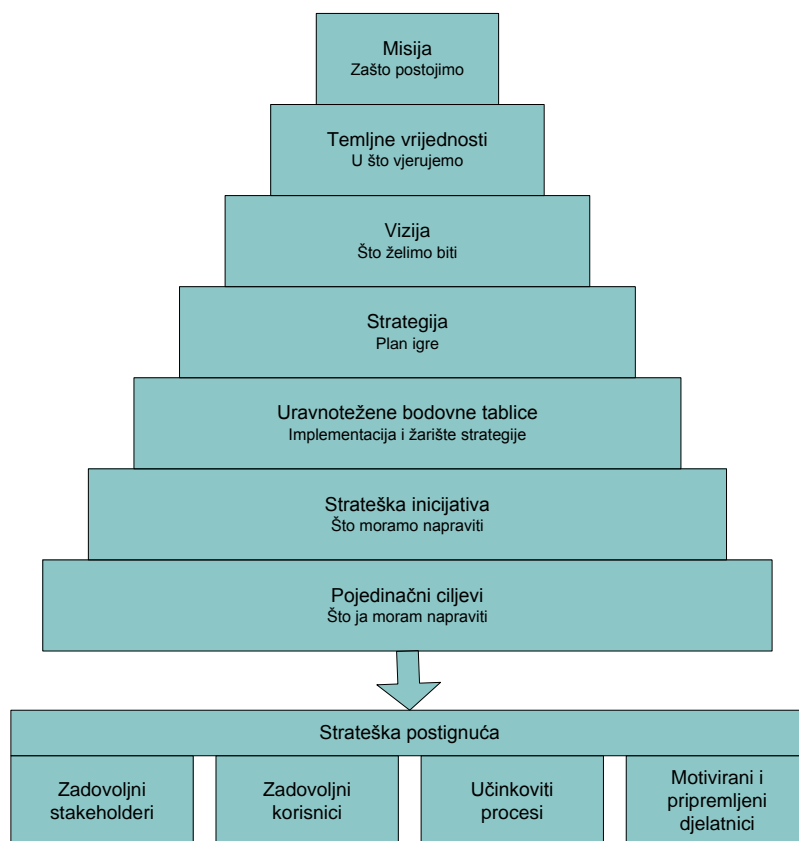 Misija
Zašto postojimo
Temljne vrijednosti
U što vjerujemo
Vizija
Što želimo biti
Strategija
Plan igre
Uravnotežene bodovne tablice
Implementacija i žarište strategije
Strateška inicijativa
Što moramo napraviti
Pojedinačni ciljevi
Što ja moram napraviti
Strateška postignuća
Zadovoljni
stakeholderi
Zadovoljni
korisnici
Učinkoviti
procesi
Motivirani i
pripremljeni
djelatnici